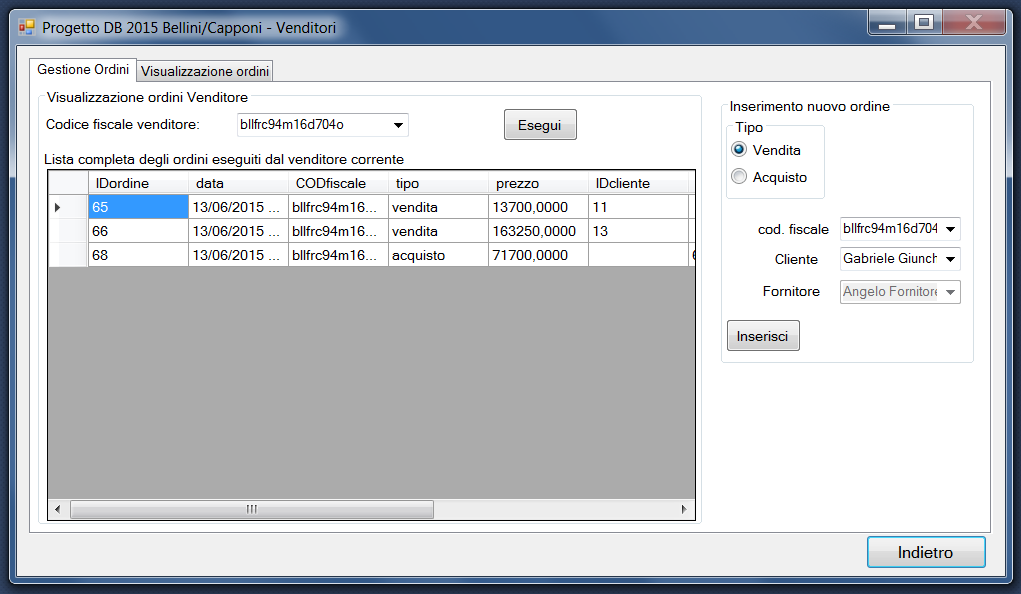 Progetto DB 2015 Bellini/Capponi - Venditori
Gestione Ordini Visualizzazione ordini
Visualizzazione ordini Venditore
Codice fiscale venditore: bllfrc94m16d704o Esegui
Lista completa degli ordini eseguiti dal venditore corrente
IDordine data CODfiscale tipo prezzo IDcliente
65 13/06/2015 ... bllfrc94m16... vendita 13700,0000 11
66 13/06/2015 ... bllfrc94m16... vendita 163250,0000 13
68 13/06/2015 ... bllfrc94m16... acquisto 71700,0000
Inserimento nuovo ordine
Tipo
Vendita
Acquisto
cod. fiscale bllfrc94m16d704
Cliente Gabriele Giunch
Fornitore Angelo Fornitore
Inserisci
Indietro